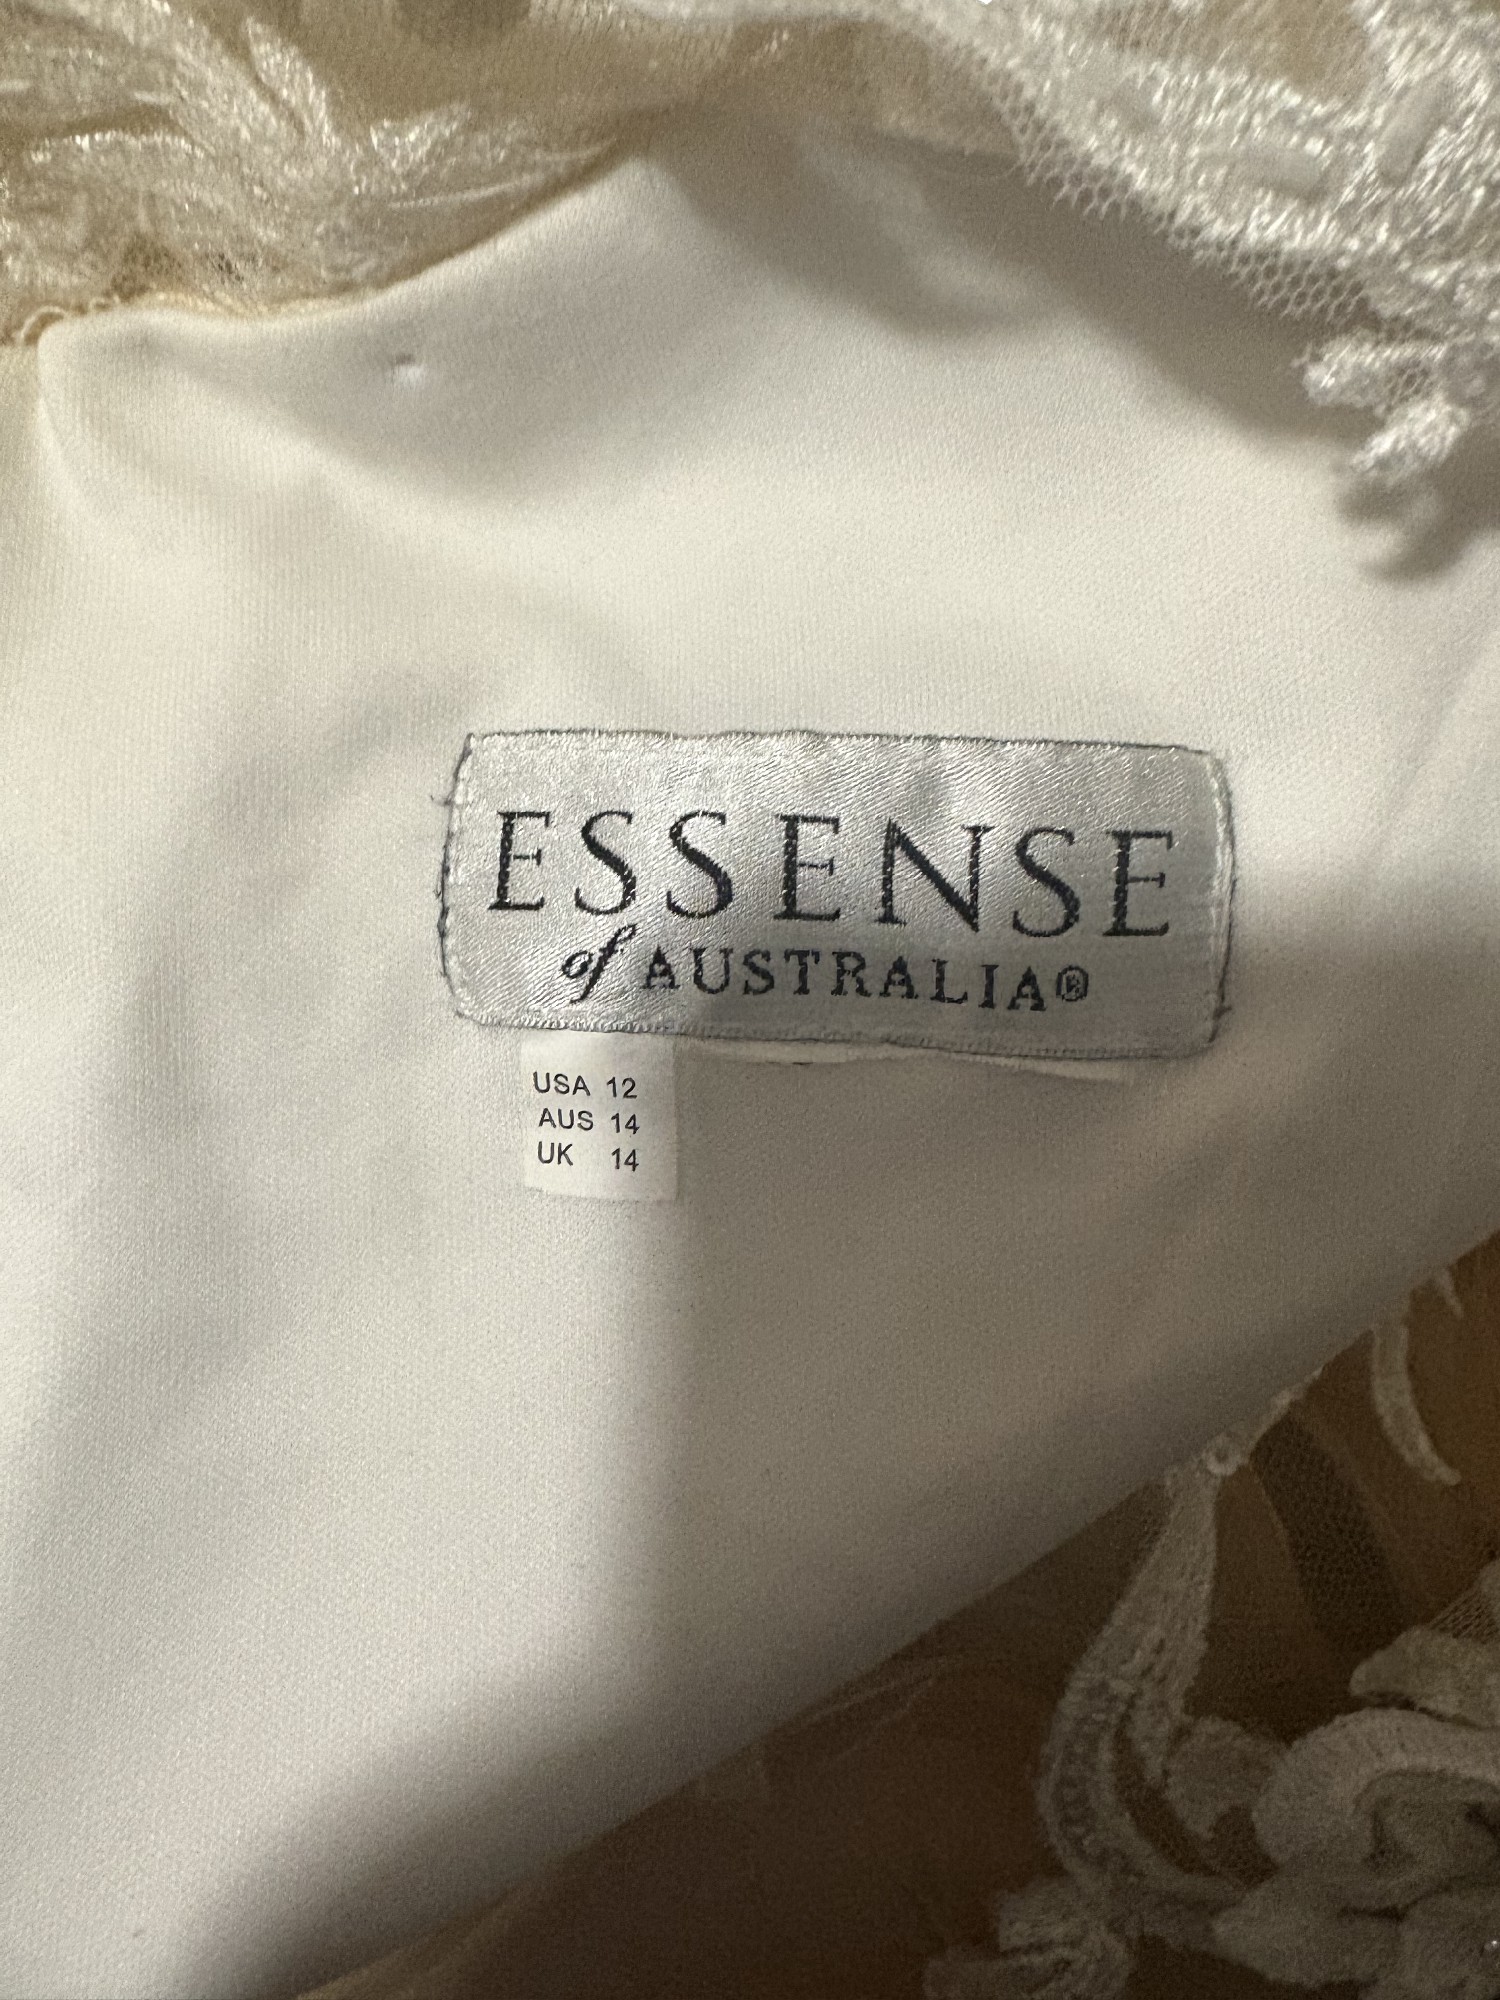 ESSENSE
of AUSTRALIA®
USA 12
AUS 14
UK 14